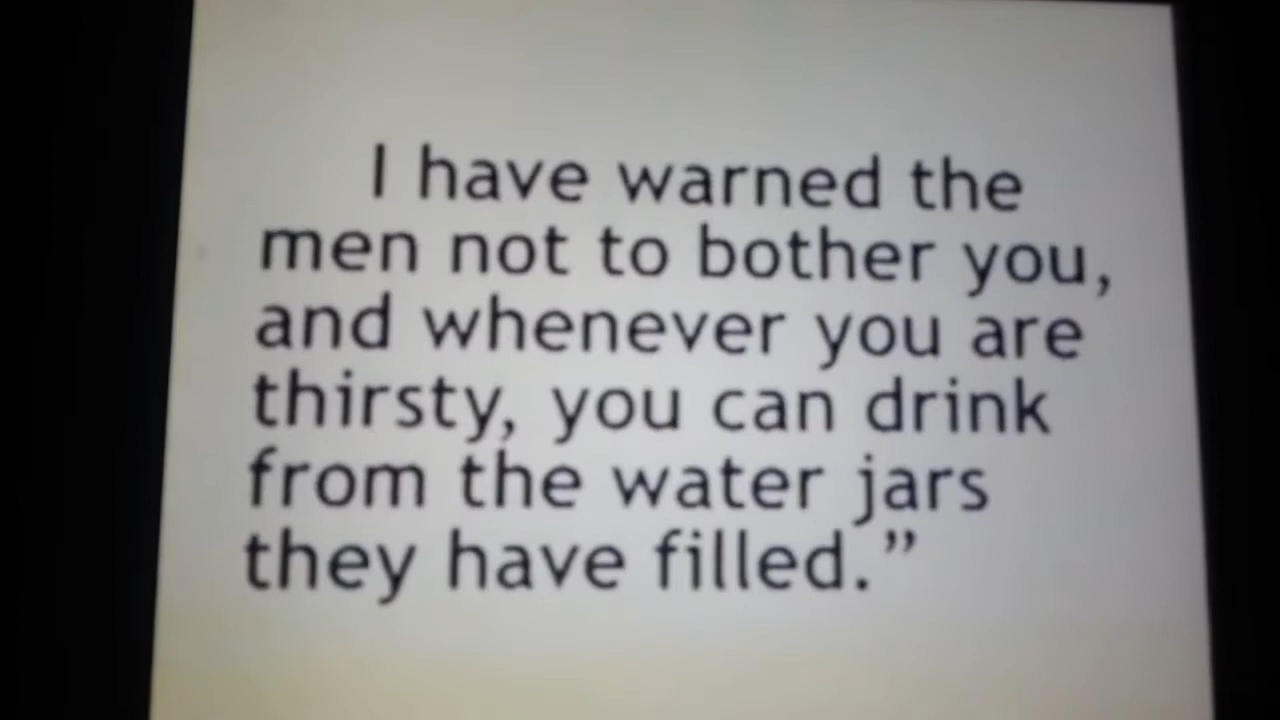 I have warned the
men not to bother you,
and whenever you are
thirsty, you can drink
from the water jars
they have filled.”